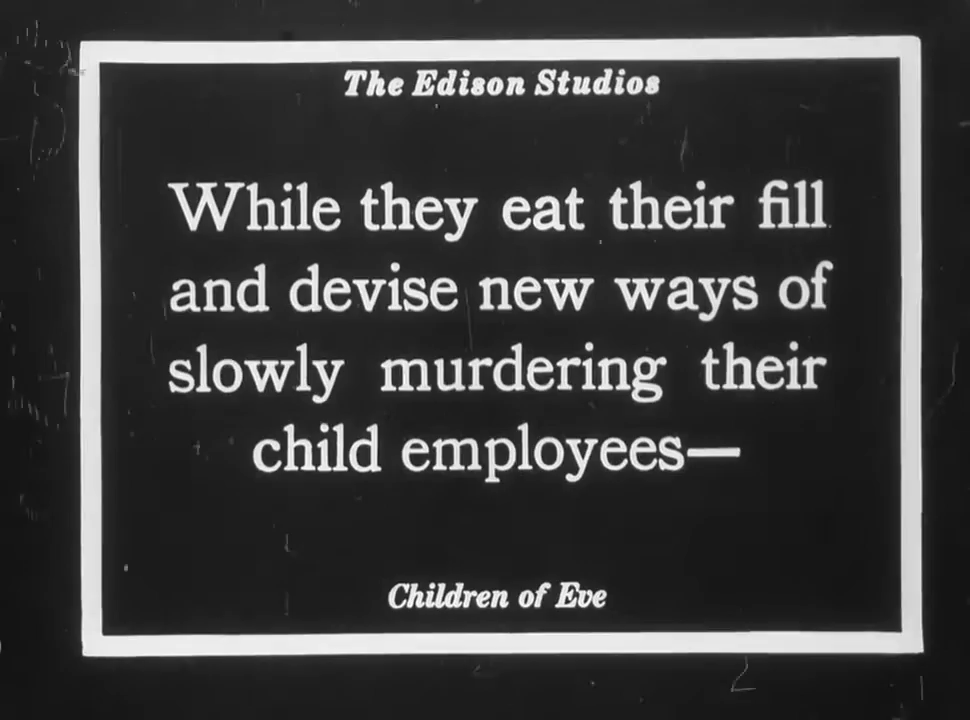 The Edison Studios
While they eat their fill
and devise new ways of
slowly murdering their
child employees—
Children of Eve